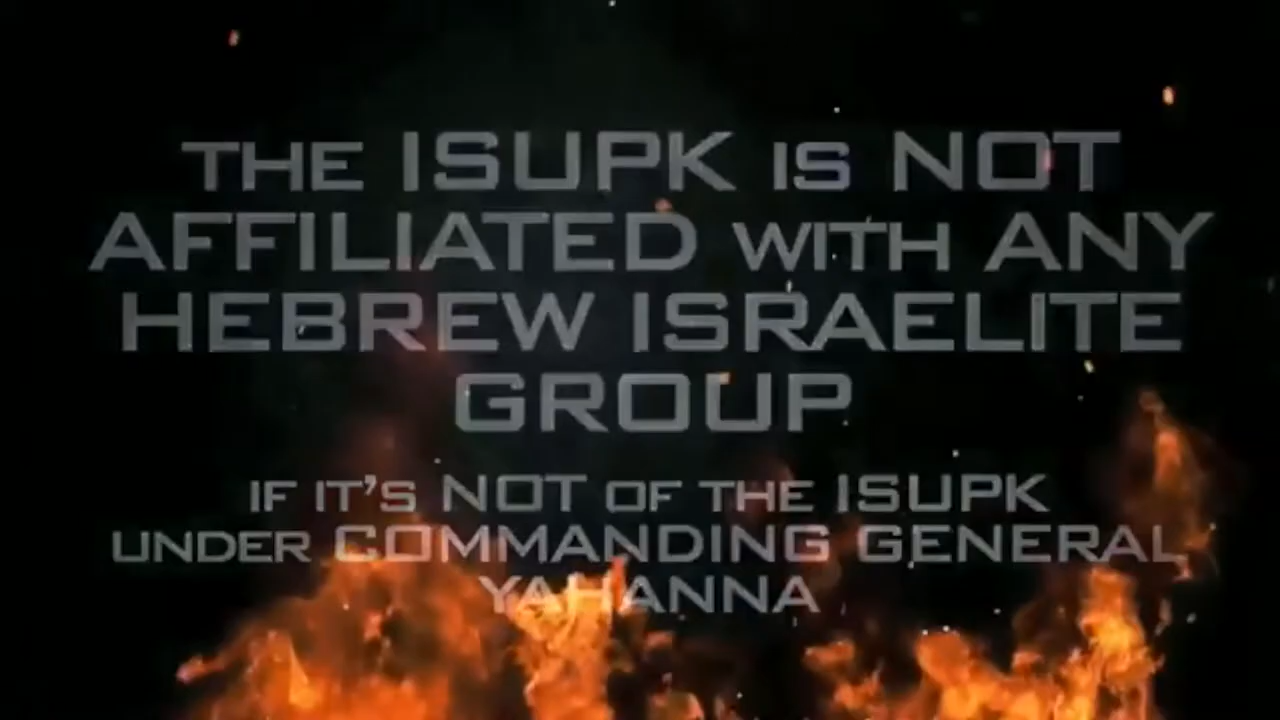 THE ISUPK IS NOT
AFFILIATED WITH ANY
HEBREW ISRAELITE
GROUP
IF IT'S NOT OF THE ISUPK
UNDER COMMANDING GENERAL
YAHANNA